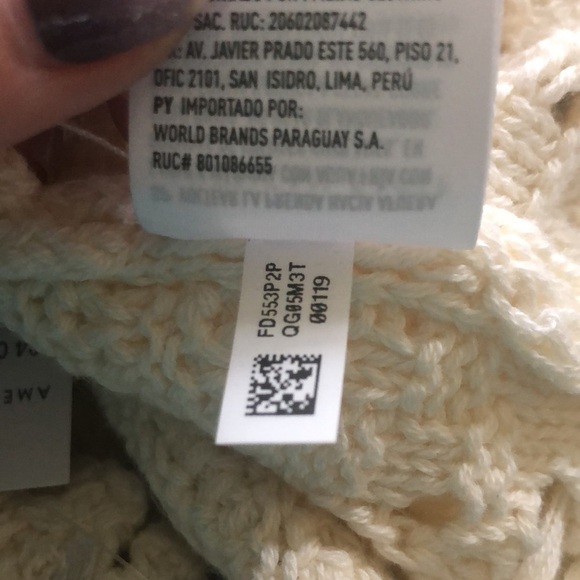 SAC. RUC: 20602087442
AV. JAVIER PRADO ESTE 560, PISO 21,
OFIC 2101, SAN ISIDRO, LIMA, PERÚ
PY IMPORTADO POR:
WORLD BRANDS PARAGUAY S.A.
RUC# 801086655
FD553P2P
QG05M3T
00119
AME